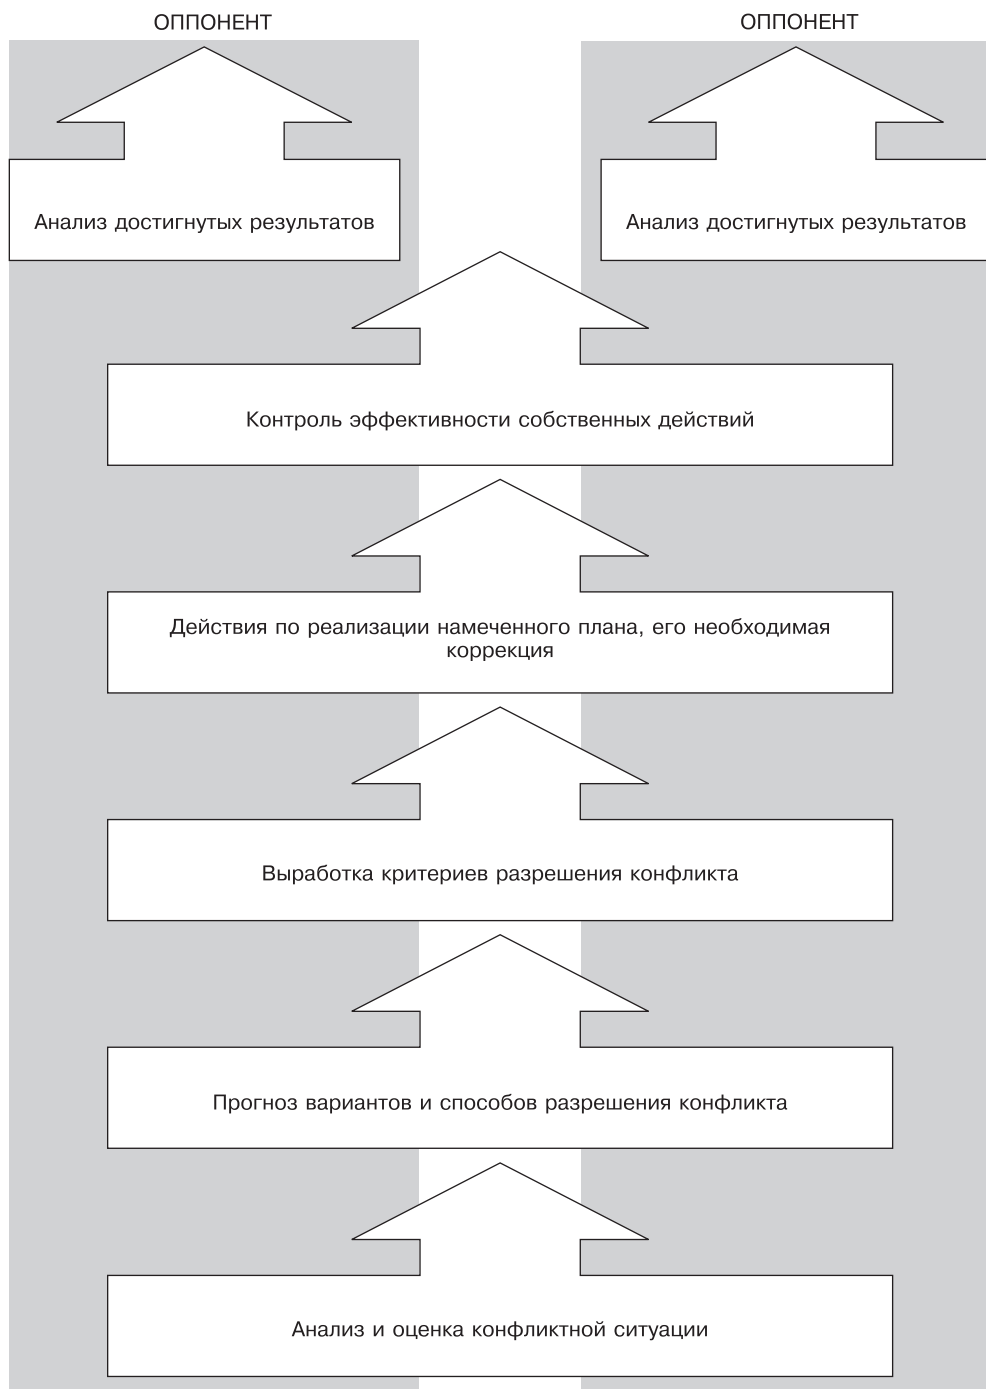 ОППОНЕНТ
ОППОНЕНТ
Анализ достигнутых результатов
Анализ достигнутых результатов
Контроль эффективности собственных действий
Действия по реализации намеченного плана, его необходимая
коррекция
Выработка критериев разрешения конфликта
Прогноз вариантов и способов разрешения конфликта
Анализ и оценка конфликтной ситуации